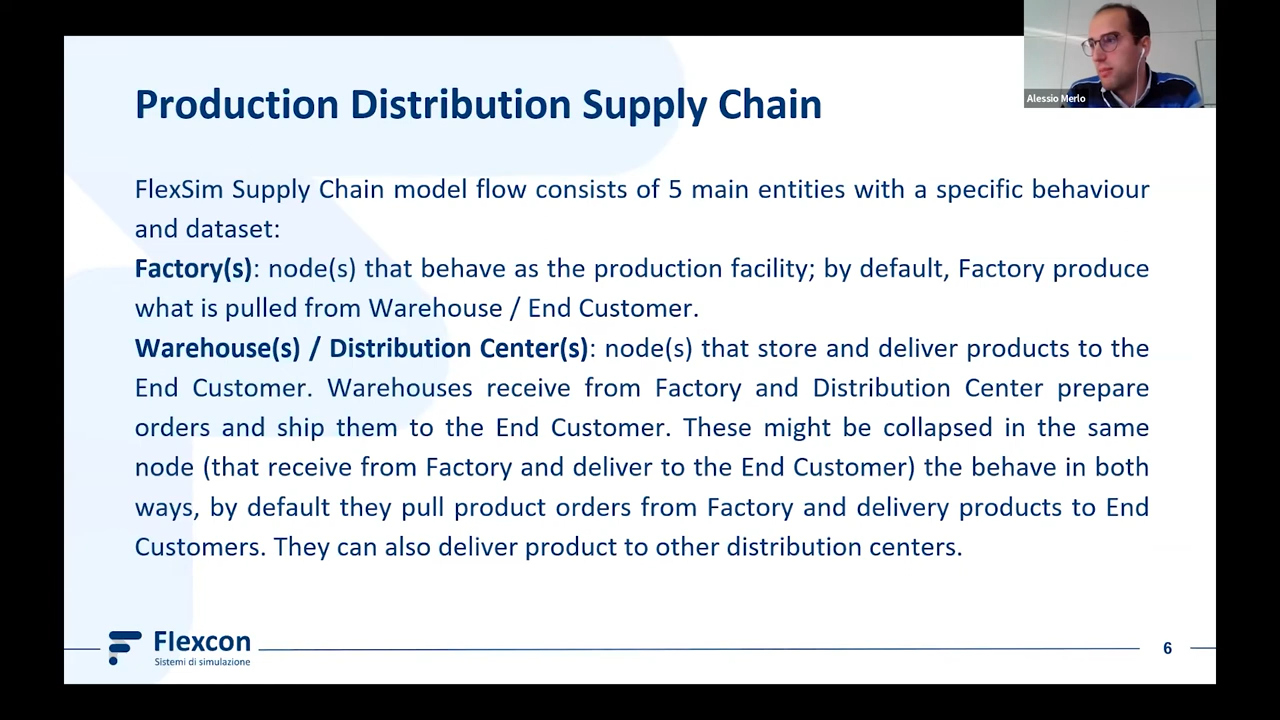 Alessio Merlo
Production Distribution Supply Chain
FlexSim Supply Chain model flow consists of 5 main entities with a specific behaviour
and dataset:
Factory(s): node(s) that behave as the production facility; by default, Factory produce
what is pulled from Warehouse / End Customer.
Warehouse(s) / Distribution Center(s): node(s) that store and deliver products to the
End Customer. Warehouses receive from Factory and Distribution Center prepare
orders and ship them to the End Customer. These might be collapsed in the same
node (that receive from Factory and deliver to the End Customer) the behave in both
ways, by default they pull product orders from Factory and delivery products to End
Customers. They can also deliver product to other distribution centers.
Flexcon
Sistemi di simulazione
6